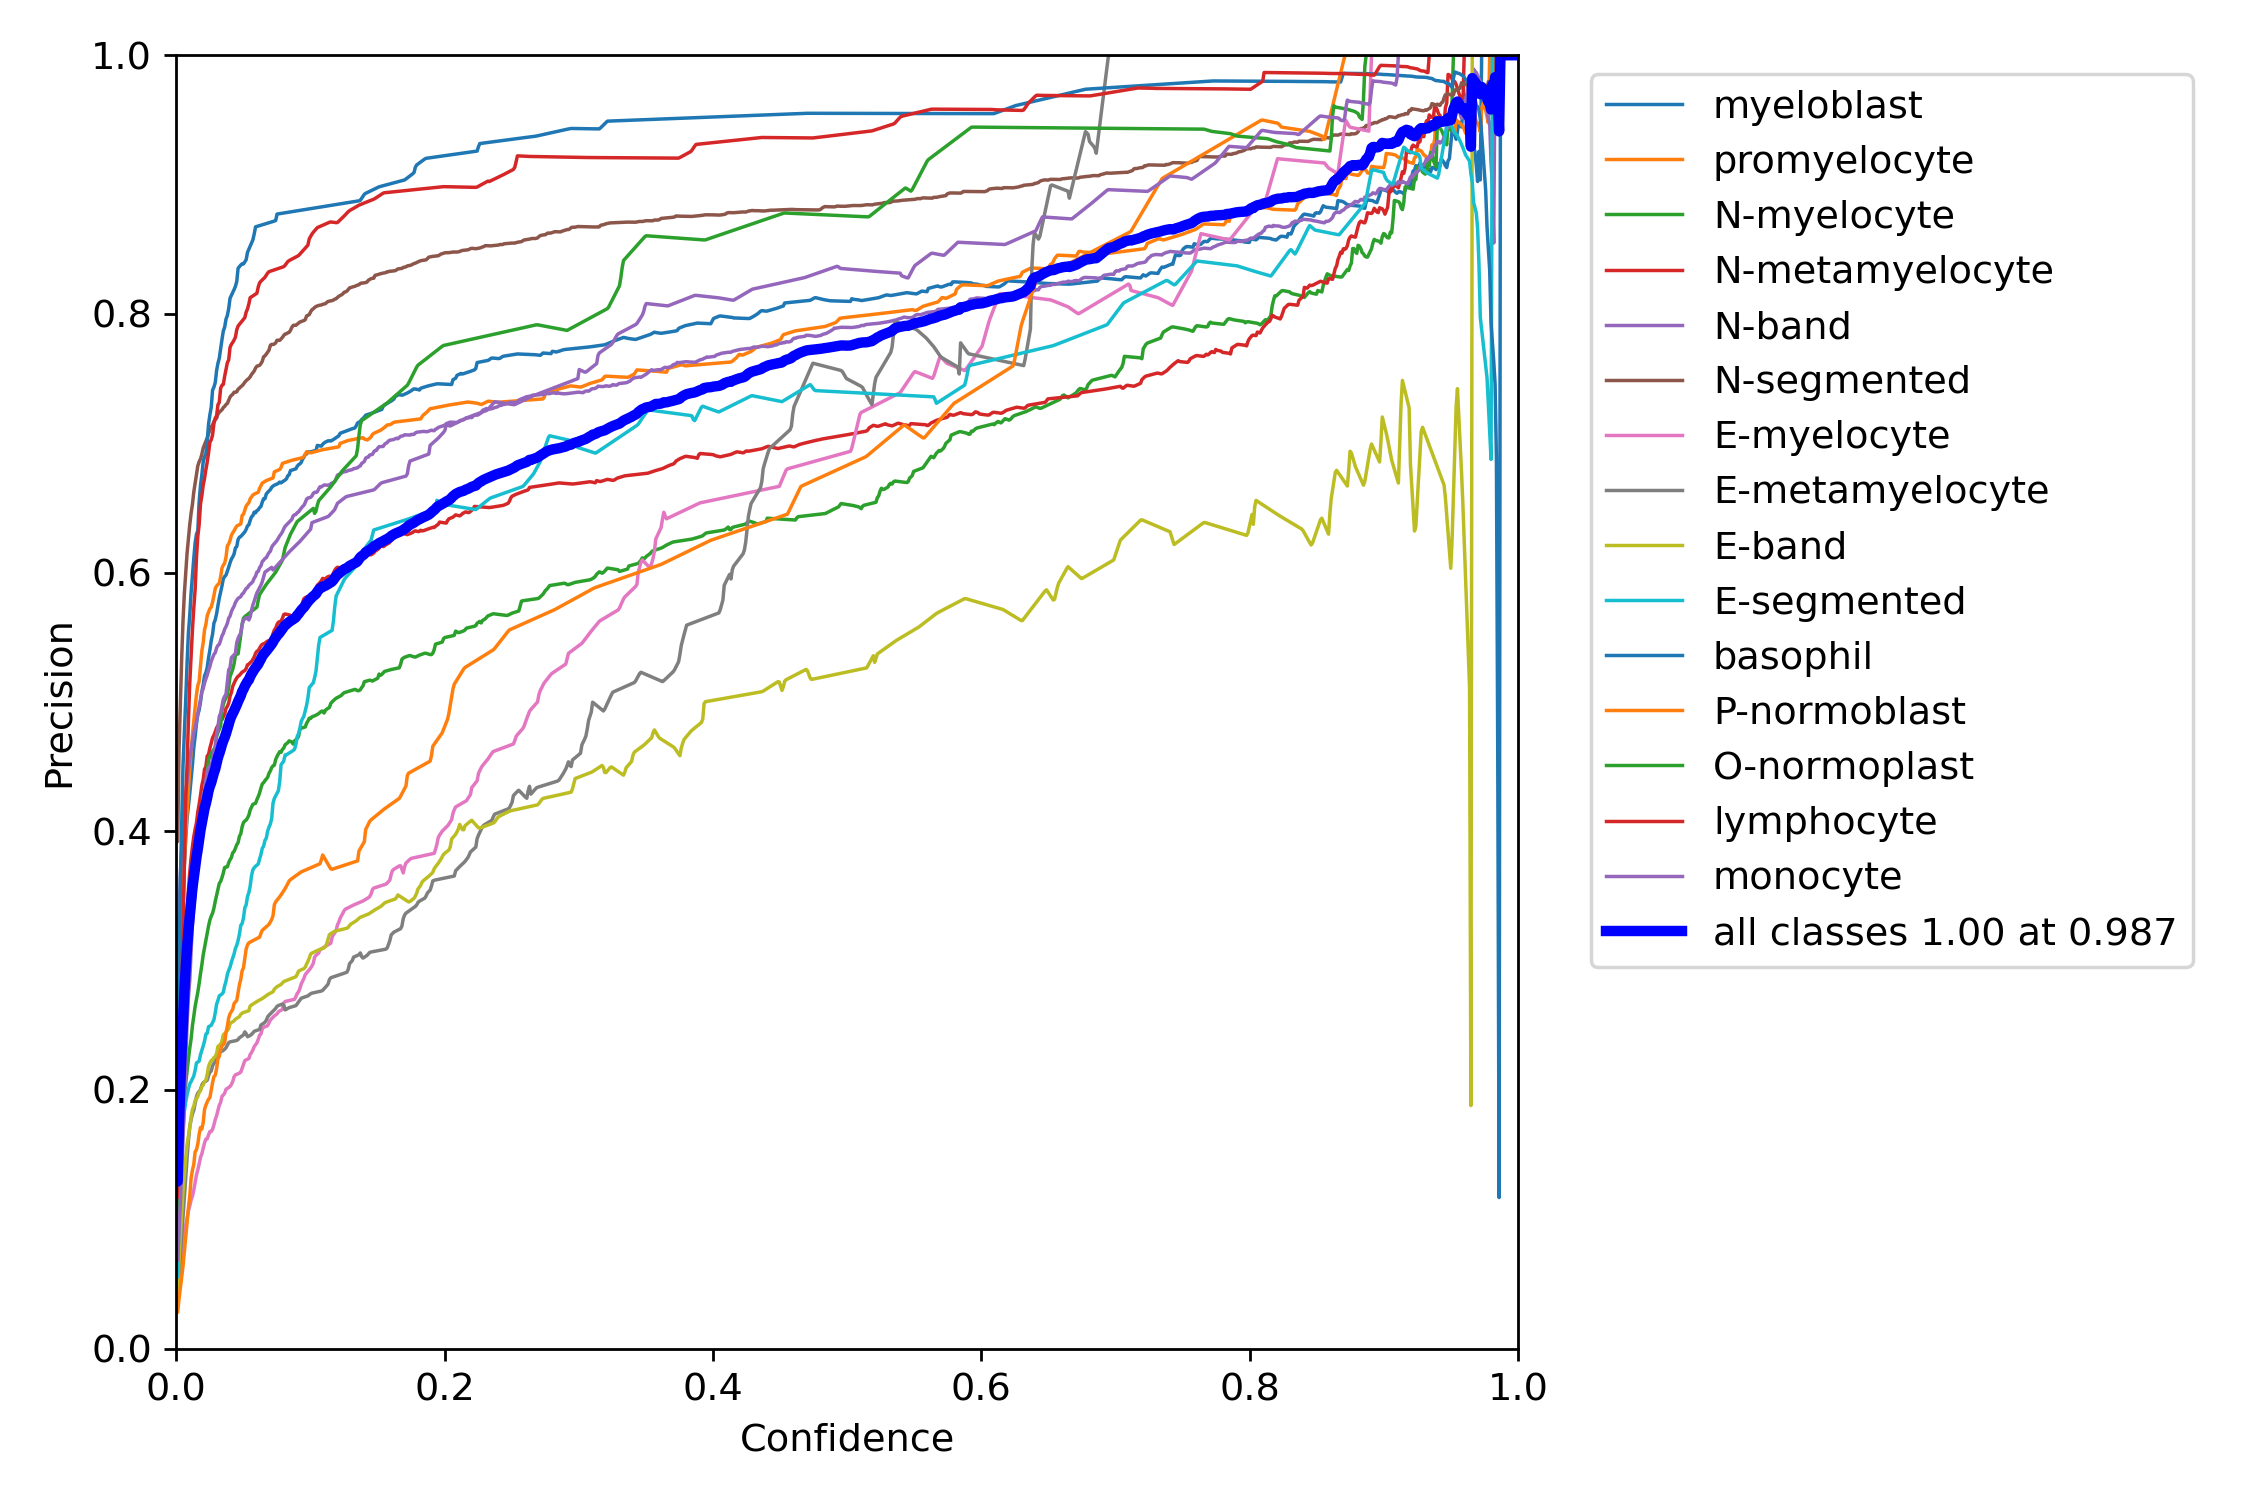 1.0
0.8
0.6
0.4
0.2
0.0
Precision
0.0 0.2 0.4 0.6 0.8 1.0
Confidence
myeloblast
promyelocyte
N-myelocyte
N-metamyelocyte
N-band
N-segmented
E-myelocyte
E-metamyelocyte
E-band
E-segmented
basophil
P-normoblast
O-normoplast
lymphocyte
monocyte
all classes 1.00 at 0.987